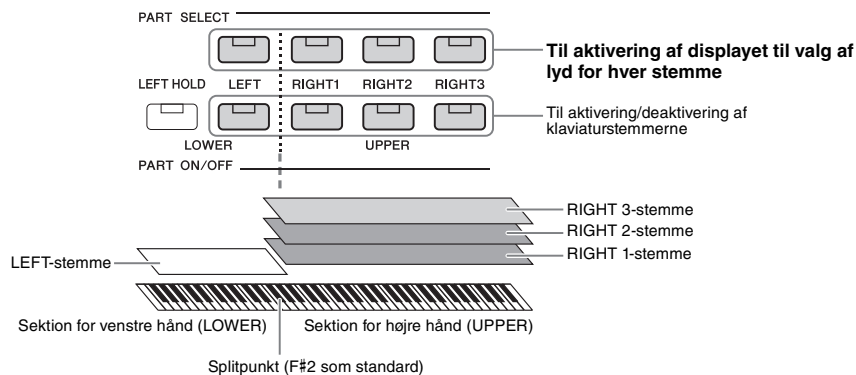 PART SELECT
Til aktivering af displayet til valg af
lyd for hver stemme
LEFT HOLD LEFT RIGHT1 RIGHT2 RIGHT3
Til aktivering/deaktivering af
klaviaturstemmerne
LOWER UPPER
PART ON/OFF
RIGHT 3-stemme
RIGHT 2-stemme
RIGHT 1-stemme
LEFT-stemme
Sektion for venstre hånd (LOWER) Sektion for højre hånd (UPPER)
Splitpunkt (F#2 som standard)